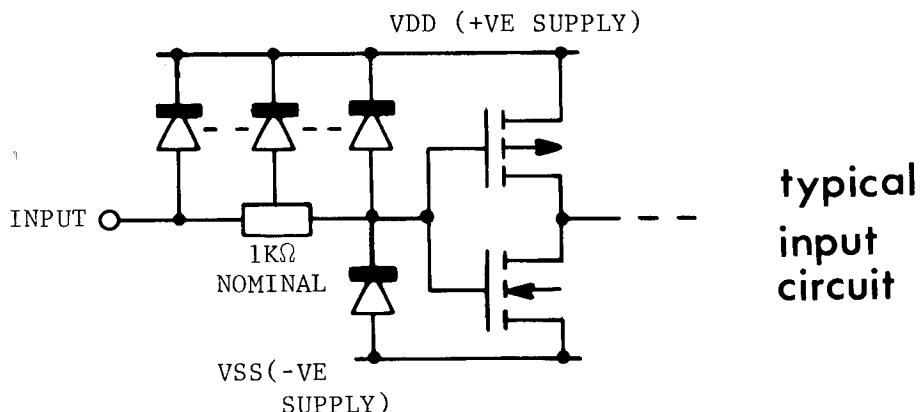 VDD (+VE SUPPLY)
INPUT
1KΩ
NOMINAL
VSS(-VE
SUPPLY)
typical
input
circuit